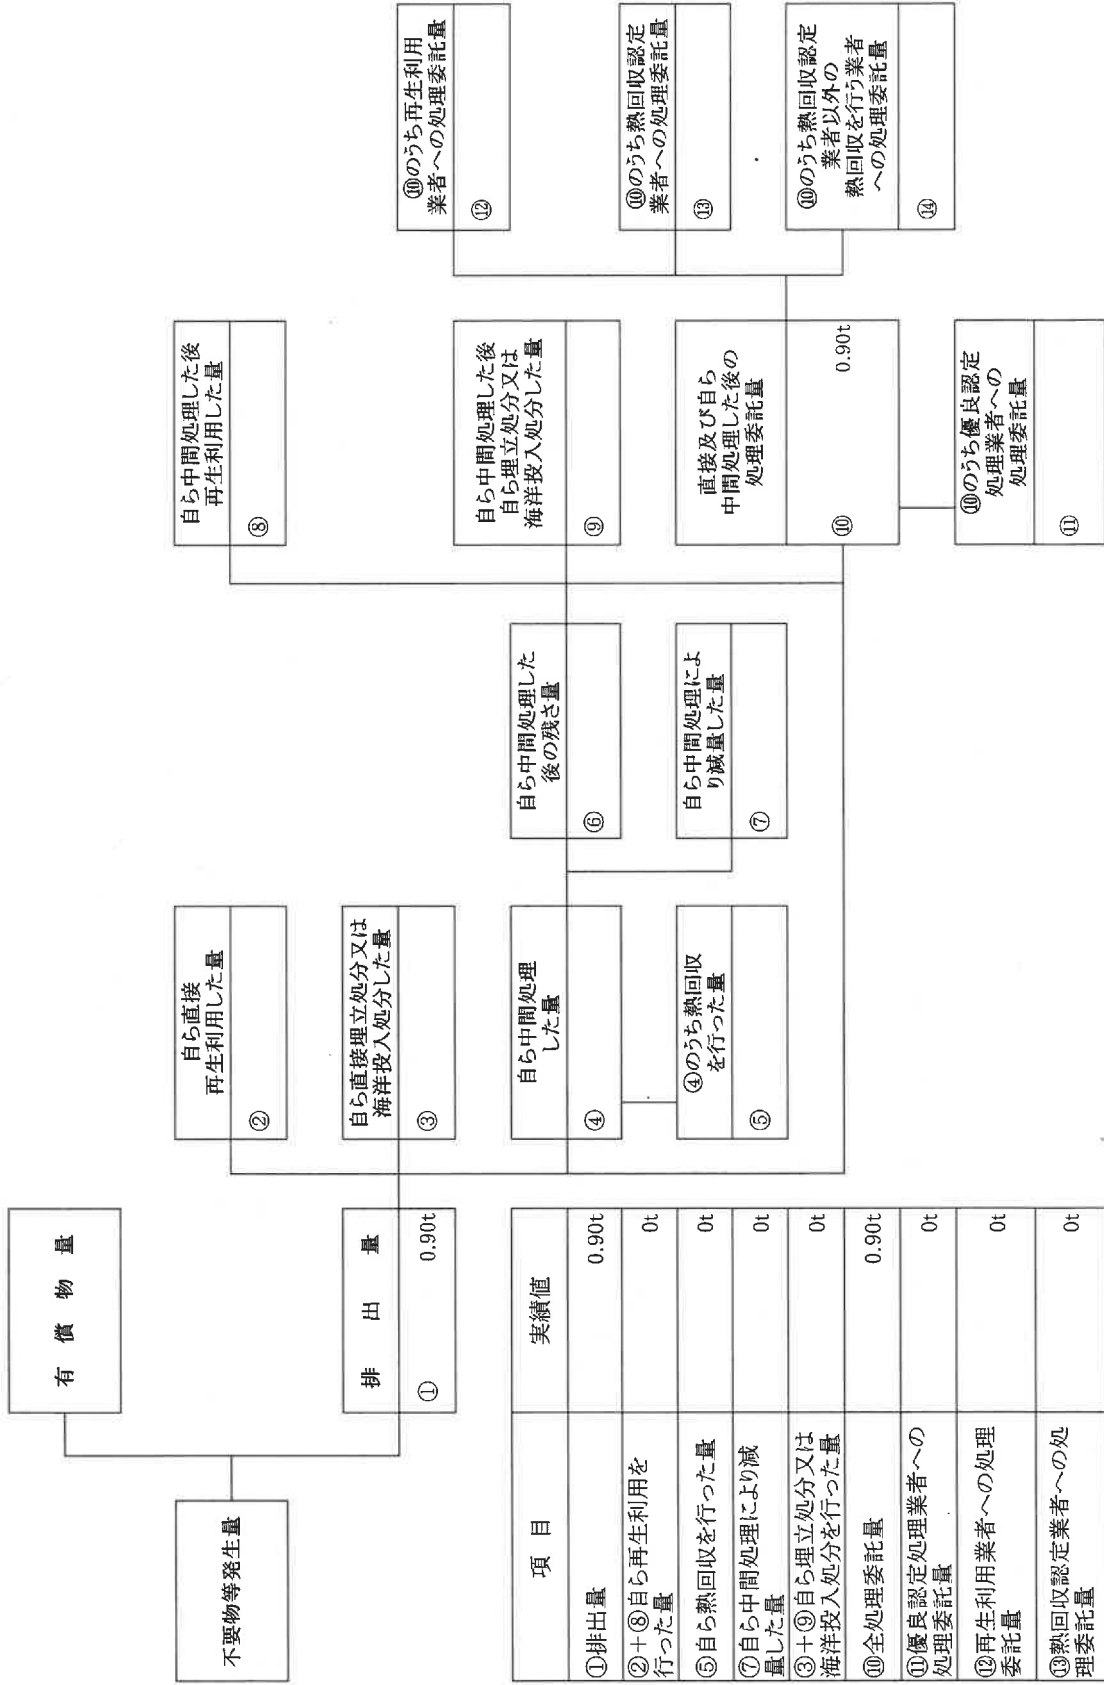 不要物等発生量
有償物量
排出量
① 0.90t
自ら直接
再生利用した量
②
自ら直接埋立処分又は
海洋投入処分した量
③
自ら中間処理
した量
④
④のうち熱回収
を行った量
⑤
自ら中間処理した
後の残さ量
⑥
自ら中間処理によ
り減量した量
⑦
自ら中間処理した後
再生利用した量
⑧
自ら中間処理した後
自ら埋立処分又は
海洋投入処分した量
⑨
直接及び自ら
中間処理した後の
処理委託量
⑩ 0.90t
⑩のうち優良認定
処理業者への
処理委託量
⑪
⑩のうち再生利用
業者への処理委託量
⑫
⑩のうち熱回収認定
業者への処理委託量
⑬
⑩のうち熱回収認定
業者以外の
熱回収を行う業者
への処理委託量
⑭
項目 実績値
①排出量 0.90t
②+⑧自ら再生利用を
行った量 0t
⑤自ら熱回収を行った量 0t
⑦自ら中間処理により減
量した量 0t
③+⑨自ら埋立処分又は
海洋投入処分を行った量 0t
⑩全処理委託量 0.90t
⑪優良認定処理業者への
処理委託量 0t
⑫再生利用業者への処理
委託量 0t
⑬熱回収認定業者への処
理委託量 0t